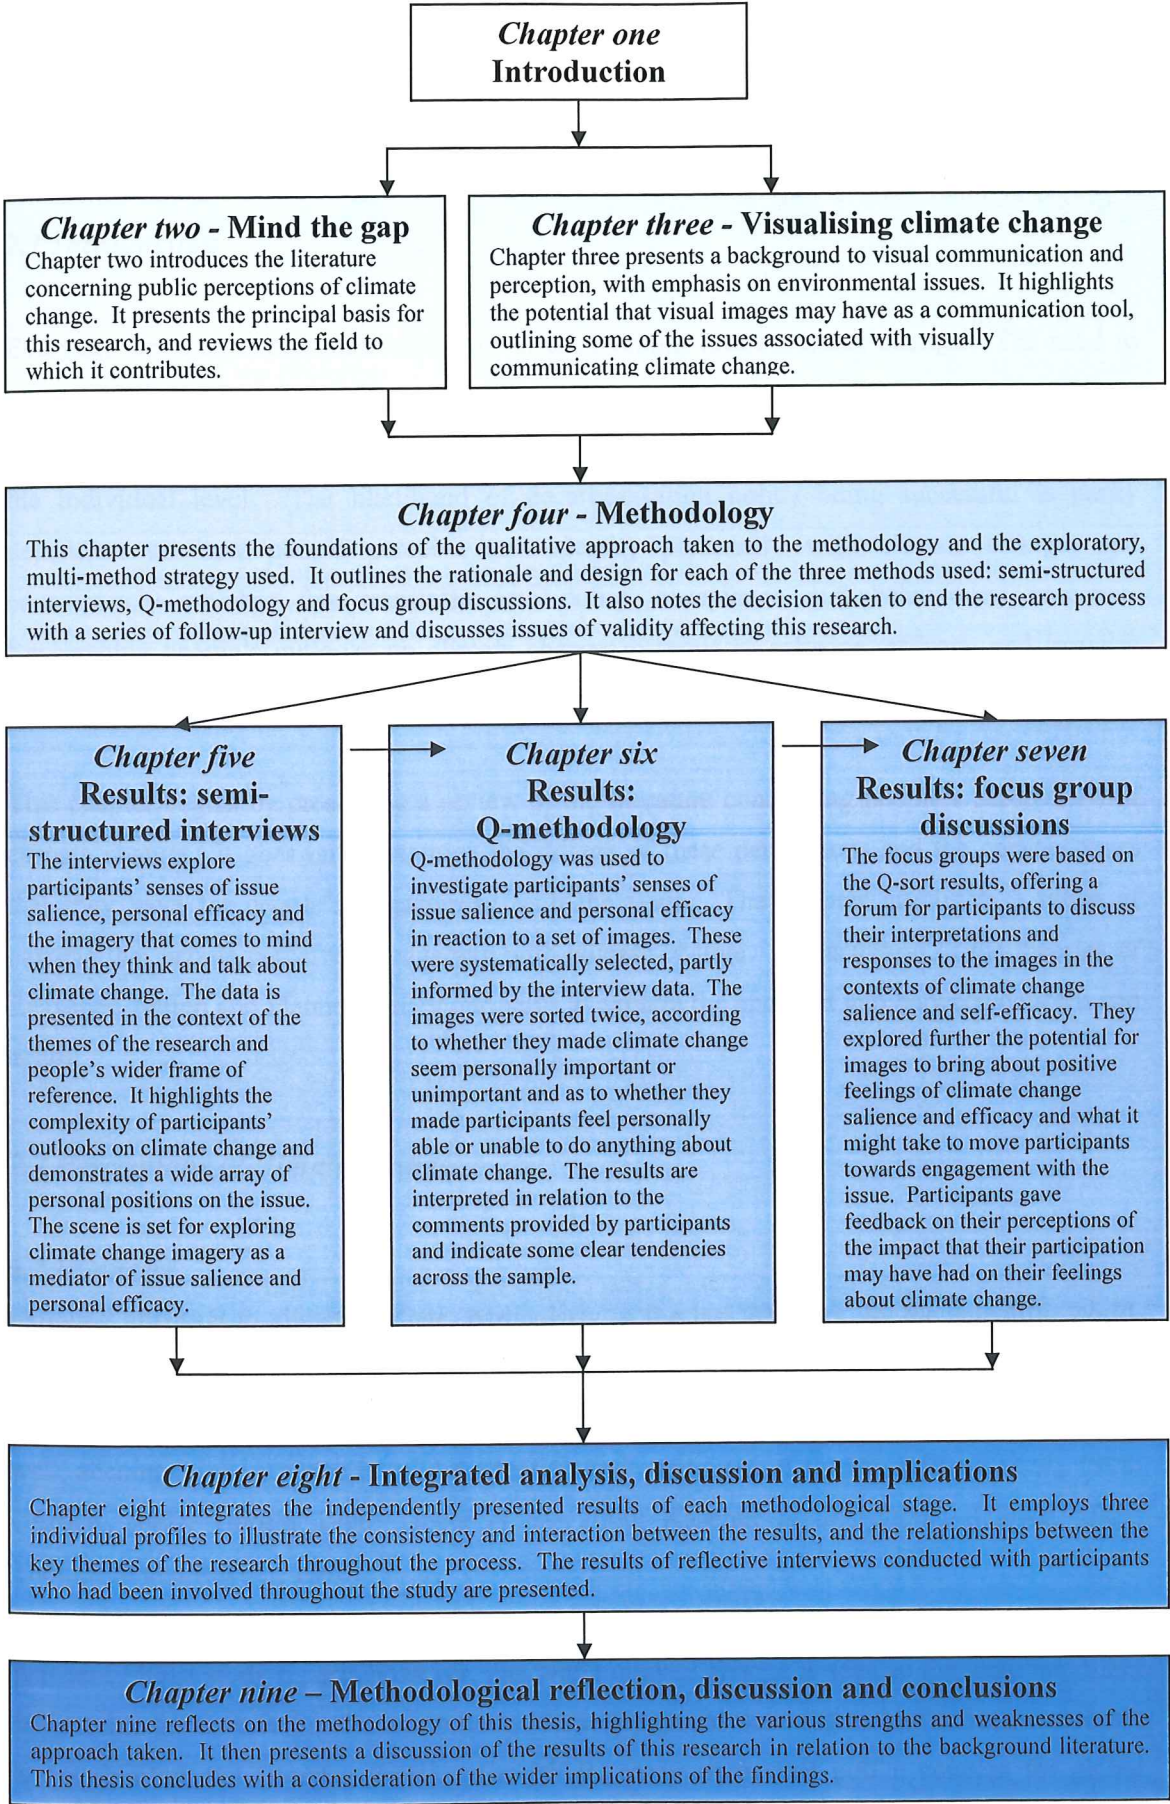 Chapter one
Introduction
Chapter two - Mind the gap
Chapter two introduces the literature
concerning public perceptions of climate
change. It presents the principal basis for
this research, and reviews the field to
which it contributes.
Chapter three - Visualising climate change
Chapter three presents a background to visual communication and
perception, with emphasis on environmental issues. It highlights
the potential that visual images may have as a communication tool,
outlining some of the issues associated with visually
communicating climate change.
Chapter four - Methodology
This chapter presents the foundations of the qualitative approach taken to the methodology and the exploratory,
multi-method strategy used. It outlines the rationale and design for each of the three methods used: semi-structured
interviews, Q-methodology and focus group discussions. It also notes the decision taken to end the research process
with a series of follow-up interview and discusses issues of validity affecting this research.
Chapter five
Results: semi-
structured interviews
The interviews explore
participants' senses of issue
salience, personal efficacy and
the imagery that comes to mind
when they think and talk about
climate change. The data is
presented in the context of the
themes of the research and
people's wider frame of
reference. It highlights the
complexity of participants'
outlooks on climate change and
demonstrates a wide array of
personal positions on the issue.
The scene is set for exploring
climate change imagery as a
mediator of issue salience and
personal efficacy.
Chapter six
Results:
Q-methodology
Q-methodology was used to
investigate participants' senses of
issue salience and personal efficacy
in reaction to a set of images. These
were systematically selected, partly
informed by the interview data. The
images were sorted twice, according
to whether they made climate change
seem personally important or
unimportant and as to whether they
made participants feel personally
able or unable to do anything about
climate change. The results are
interpreted in relation to the
comments provided by participants
and indicate some clear tendencies
across the sample.
Chapter seven
Results: focus group
discussions
The focus groups were based on
the Q-sort results, offering a
forum for participants to discuss
their interpretations and
responses to the images in the
contexts of climate change
salience and self-efficacy. They
explored further the potential for
images to bring about positive
feelings of climate change
salience and efficacy and what it
might take to move participants
towards engagement with the
issue. Participants gave
feedback on their perceptions of
the impact that their participation
may have had on their feelings
about climate change.
Chapter eight - Integrated analysis, discussion and implications
Chapter eight integrates the independently presented results of each methodological stage. It employs three
individual profiles to illustrate the consistency and interaction between the results, and the relationships between the
key themes of the research throughout the process. The results of reflective interviews conducted with participants
who had been involved throughout the study are presented.
Chapter nine – Methodological reflection, discussion and conclusions
Chapter nine reflects on the methodology of this thesis, highlighting the various strengths and weaknesses of the
approach taken. It then presents a discussion of the results of this research in relation to the background literature.
This thesis concludes with a consideration of the wider implications of the findings.